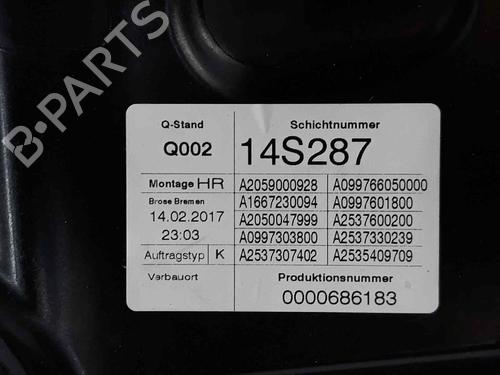 Q-Stand Schichtnummer
Q002 14S287
Montage HR A2059000928 A099766050000
Brose Bremen A1667230094 A0997601800
14.02.2017 A2050047999 A2537600200
23:03 A0997303800 A2537330239
Auftragstyp K A2537307402 A2535409709
Verbauort Produktionsnummer
0000686183
B-PARTS